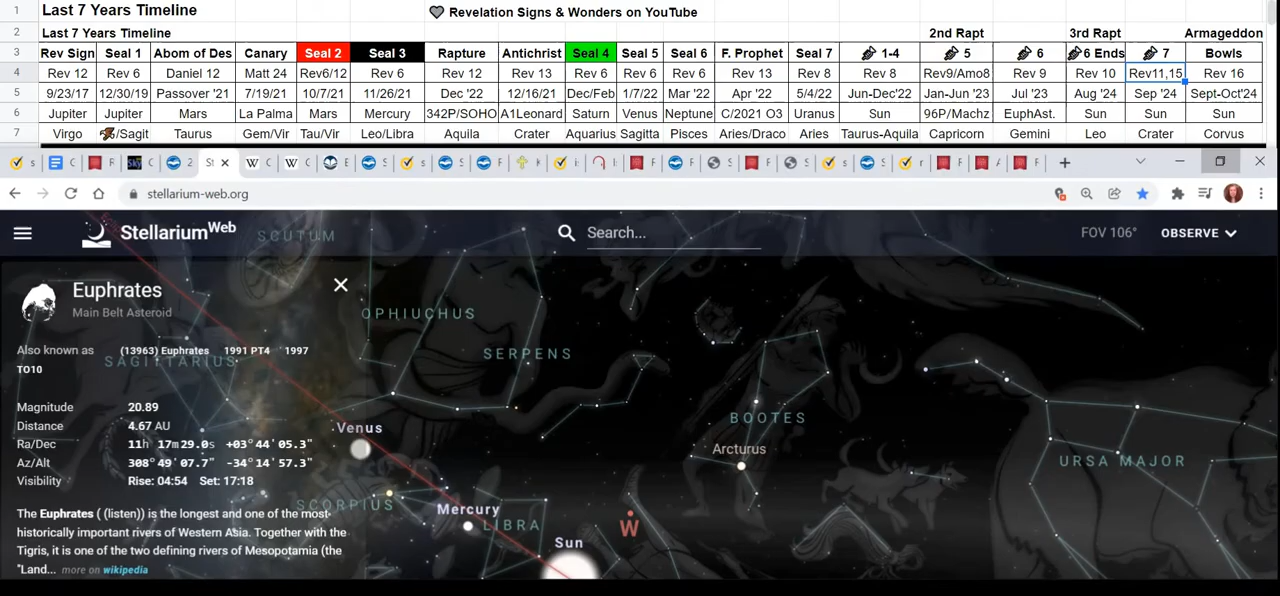 1 Last 7 Years Timeline Revelation Signs & Wonders on YouTube
2 Last 7 Years Timeline 2nd Rapt 3rd Rapt Armageddon
3 Rev Sign Seal 1 Abom of Des Canary Seal 2 Seal 3 Rapture Antichrist Seal 4 Seal 5 Seal 6 F. Prophet Seal 7 1-4 5 6 6 Ends 7 Bowls
4 Rev 12 Rev 6 Daniel 12 Matt 24 Rev6/12 Rev 6 Rev 12 Rev 13 Rev 6 Rev 6 Rev 6 Rev 13 Rev 8 Rev 8 Rev9/Amo8 Rev 9 Rev 10 Rev11,15 Rev 16
5 9/23/17 12/30/19 Passover '21 7/19/21 10/7/21 11/26/21 Dec '22 12/16/21 Dec/Feb 1/7/22 Mar '22 Apr '22 5/4/22 Jun-Dec'22 Jan-Jun '23 Jul '23 Aug '24 Sep '24 Sept-Oct'24
6 Jupiter Jupiter Mars La Palma Mars Mercury 342P/SOHO A1Leonard Saturn Venus Neptune C/2021 O3 Uranus Sun 96P/Machz EuphAst. Sun Sun Sun
7 Virgo /Sagit Taurus Gem/Vir Tau/Vir Leo/Libra Aquila Crater Aquarius Sagitta Pisces Aries/Draco Aries Taurus-Aquila Capricorn Gemini Leo Crater Corvus
stellarium-web.org
StellariumWeb
SCUTUM
Search...
FOV 106°
OBSERVE
Euphrates
Main Belt Asteroid
OPHIUCHUS
SERPENS
Also known as (13963) Euphrates 1991 PT4 1997
TO10
SAGITTARIUS
Magnitude 20.89
Distance 4.67 AU
Ra/Dec 11h 17m29.0s +03°44'05.3"
Az/Alt 308°49'07.7" -34°14'57.3"
Visibility Rise: 04:54 Set: 17:18
BOOTES
Venus
Arcturus
URSA MAJOR
SCORPIUS
Mercury
LIBRA
W
Sun
The Euphrates ( (listen)) is the longest and one of the most
historically important rivers of Western Asia. Together with the
Tigris, it is one of the two defining rivers of Mesopotamia (the
"Land... more on wikipedia